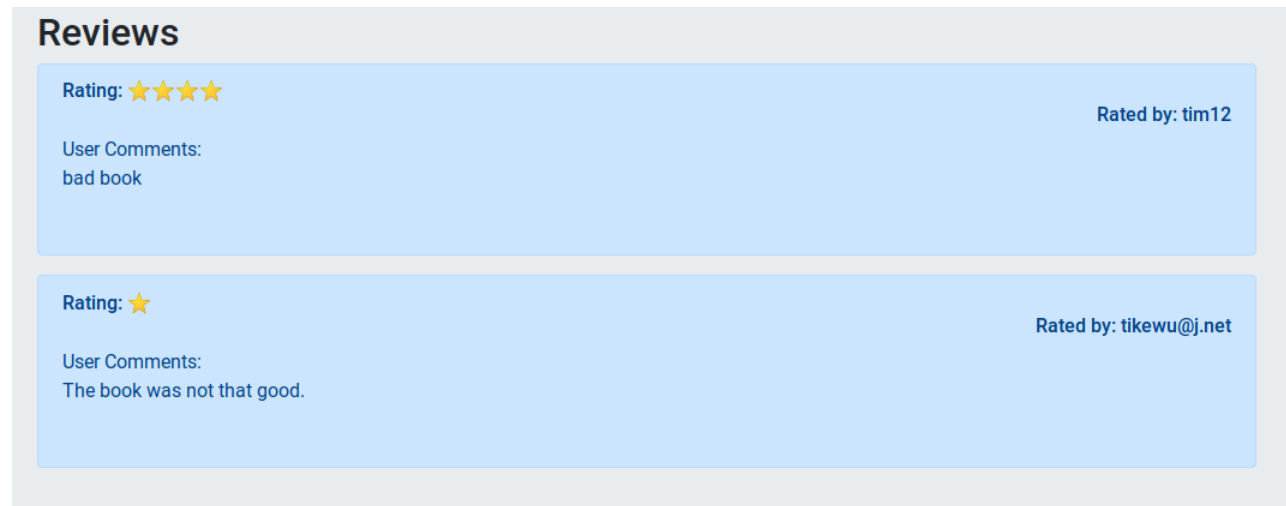 Reviews
Rating: ⭐⭐⭐⭐
Rated by: tim12
User Comments:
bad book
Rating: ⭐
Rated by: tikewu@j.net
User Comments:
The book was not that good.